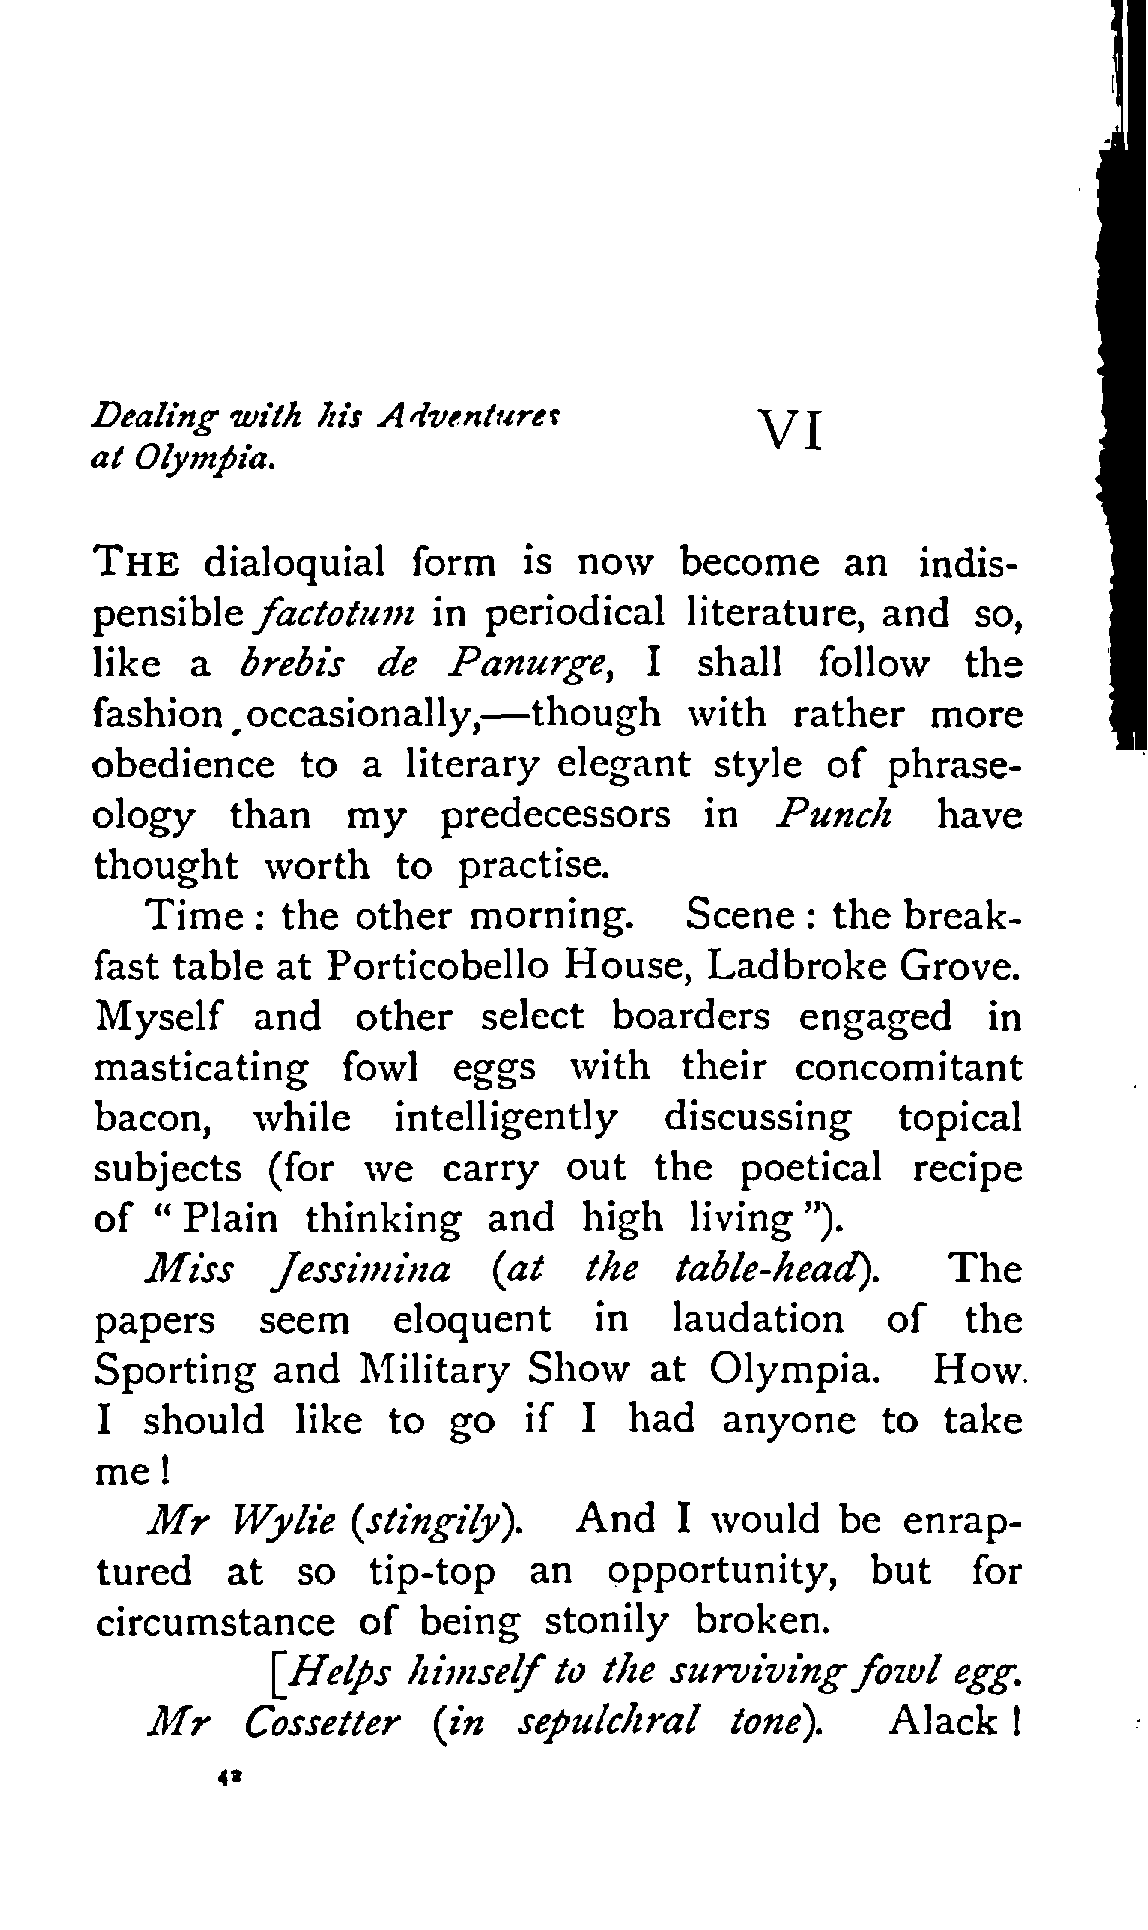 Dealing with his Adventures
at Olympia.
VI
THE dialoquial form is now become an indis-
pensible factotum in periodical literature, and so,
like a brebis de Panurge, I shall follow the
fashion occasionally,—though with rather more
obedience to a literary elegant style of phrase-
ology than my predecessors in Punch have
thought worth to practise.
Time : the other morning. Scene : the break-
fast table at Porticobello House, Ladbroke Grove.
Myself and other select boarders engaged in
masticating fowl eggs with their concomitant
bacon, while intelligently discussing topical
subjects (for we carry out the poetical recipe
of “ Plain thinking and high living ”).
Miss Jessimina (at the table-head). The
papers seem eloquent in laudation of the
Sporting and Military Show at Olympia. How
I should like to go if I had anyone to take
me !
Mr Wylie (stingily). And I would be enrap-
tured at so tip-top an opportunity, but for
circumstance of being stonily broken.
[Helps himself to the surviving fowl egg.
Mr Cossetter (in sepulchral tone). Alack !
42